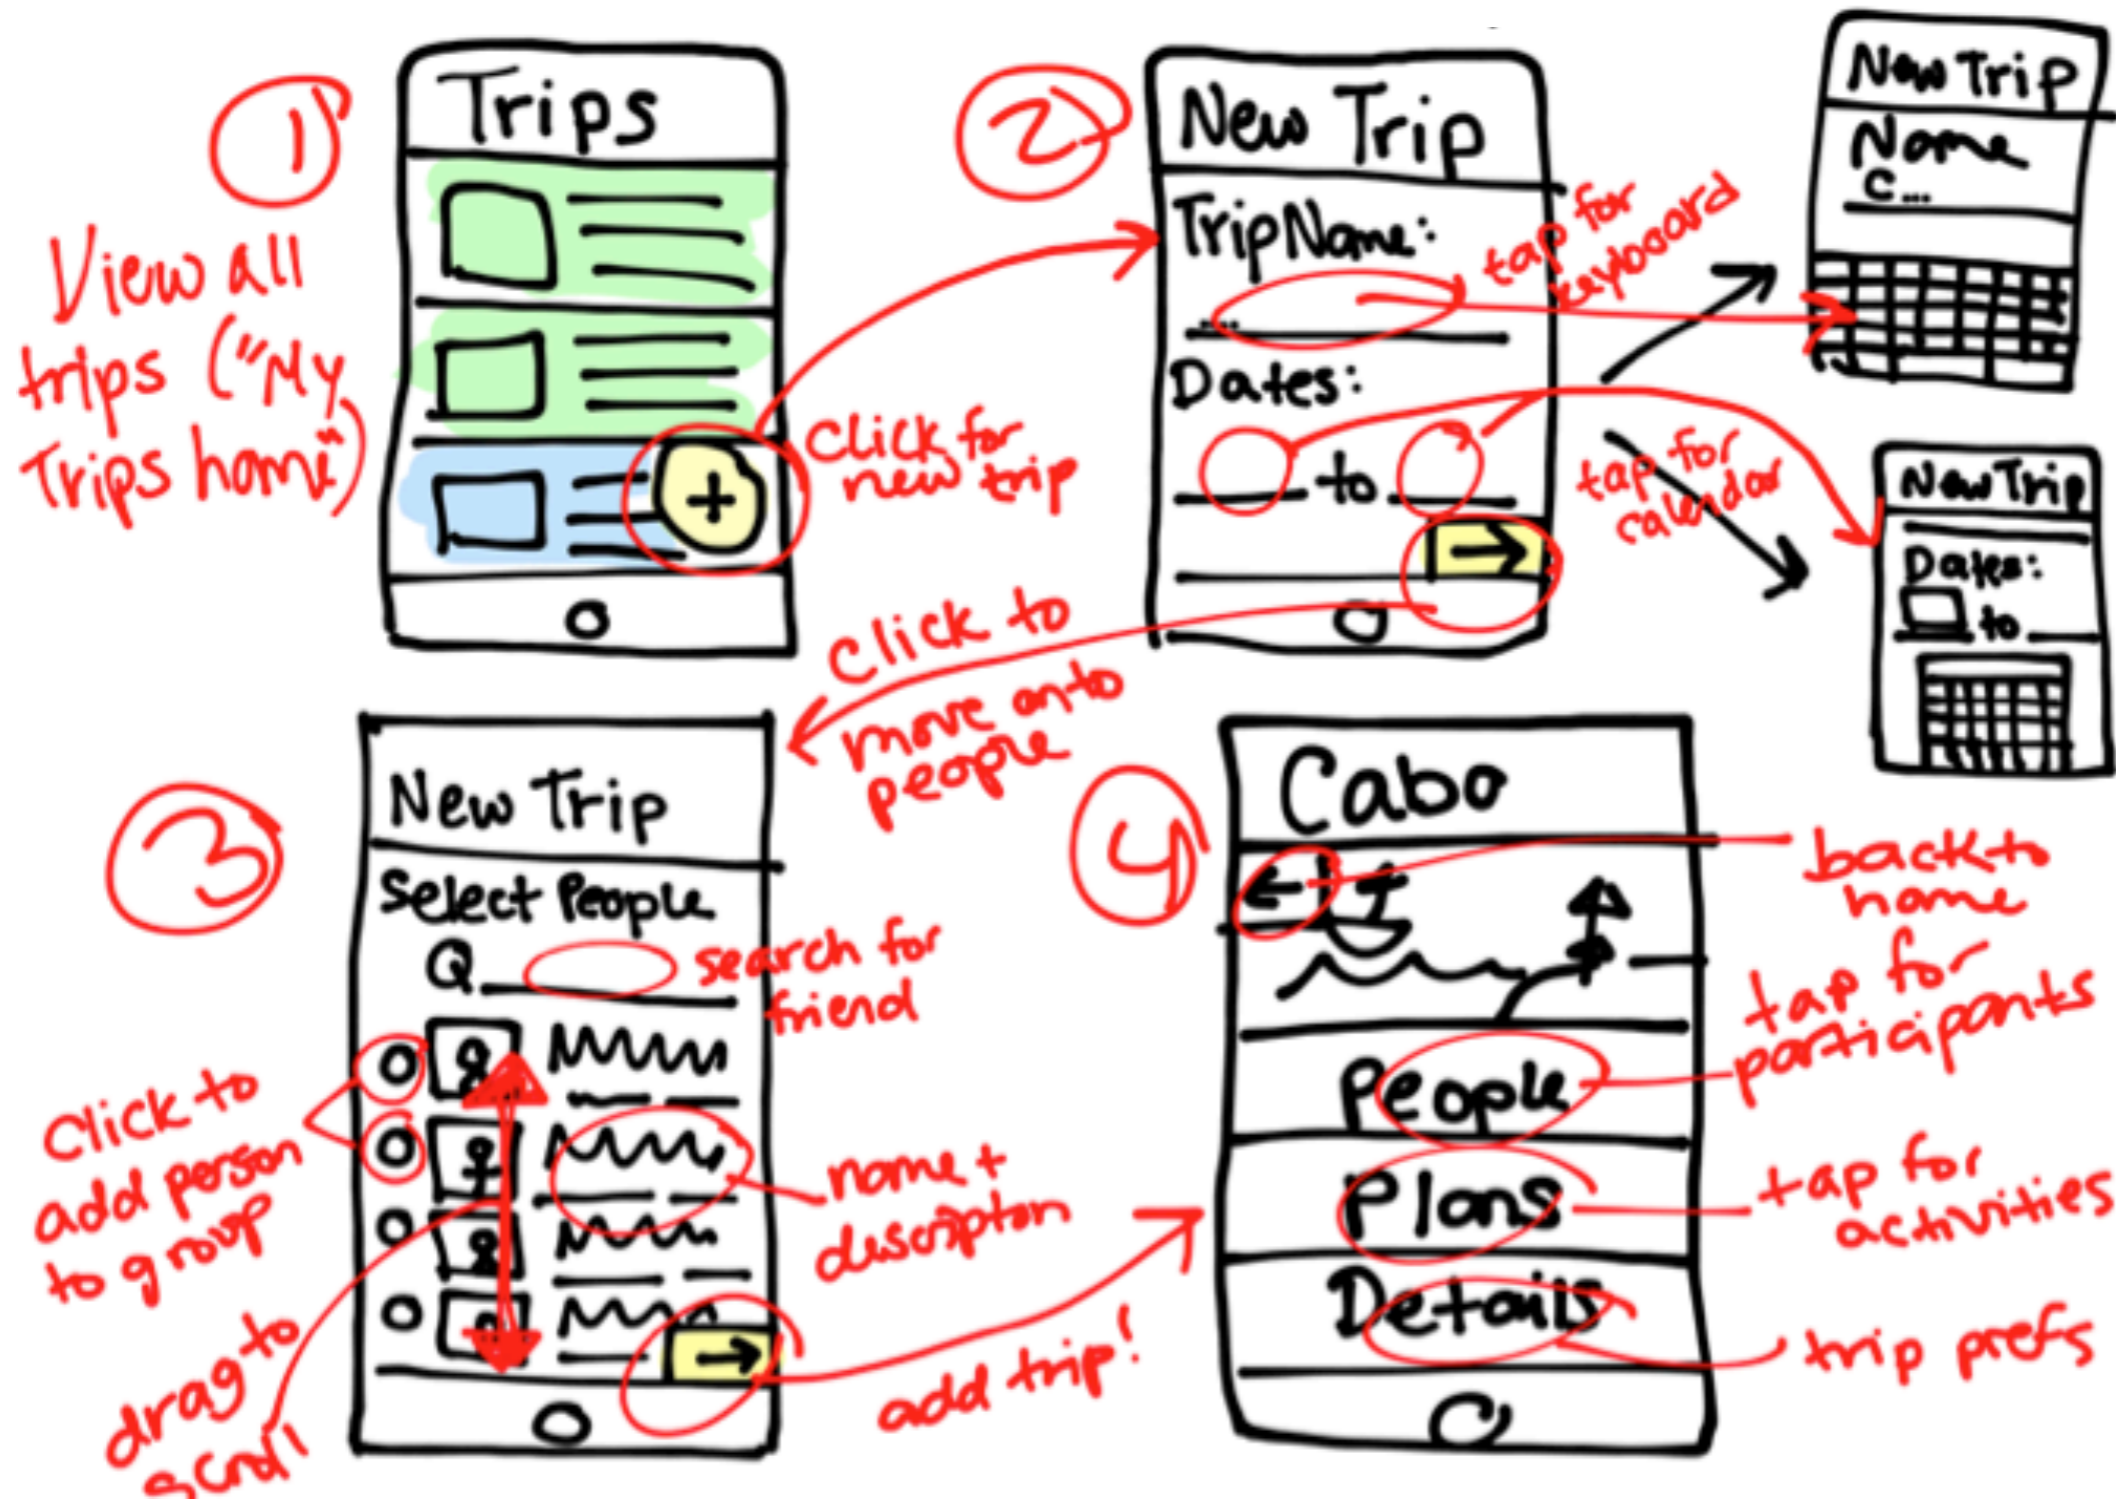 1
Trips
View all
trips ("My
Trips home")
+
Click for
new trip
2
New Trip
Trip Name:
...
Dates:
to
tap for
keyboard
tap for
calendar
New Trip
Name
C...
New Trip
Dates:
to
Click to
move onto
people
3
New Trip
Select People
Q
search for
friend
Click to
add person
to group
name +
description
drag to
scroll
add trip!
4
Cabo
back to
home
People
tap for
participants
Plans
tap for
activities
Details
trip prefs